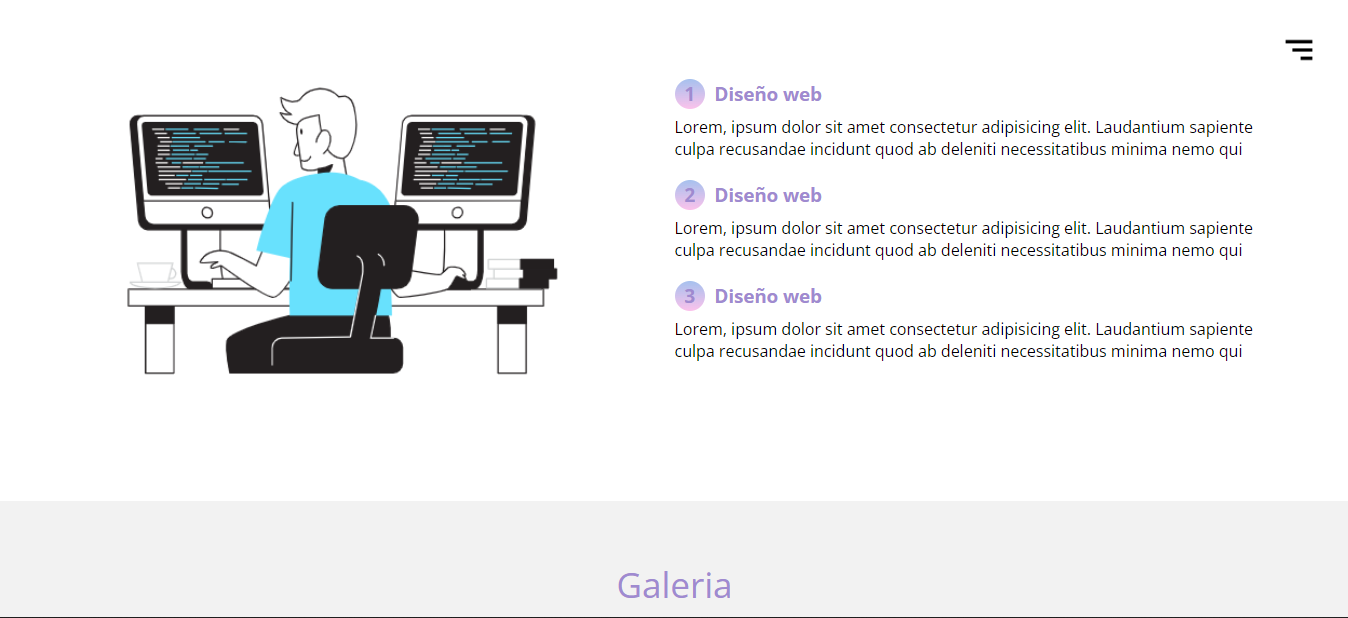 1 Diseño web
Lorem, ipsum dolor sit amet consectetur adipisicing elit. Laudantium sapiente
culpa recusandae incidunt quod ab deleniti necessitatibus minima nemo qui
2 Diseño web
Lorem, ipsum dolor sit amet consectetur adipisicing elit. Laudantium sapiente
culpa recusandae incidunt quod ab deleniti necessitatibus minima nemo qui
3 Diseño web
Lorem, ipsum dolor sit amet consectetur adipisicing elit. Laudantium sapiente
culpa recusandae incidunt quod ab deleniti necessitatibus minima nemo qui
Galeria